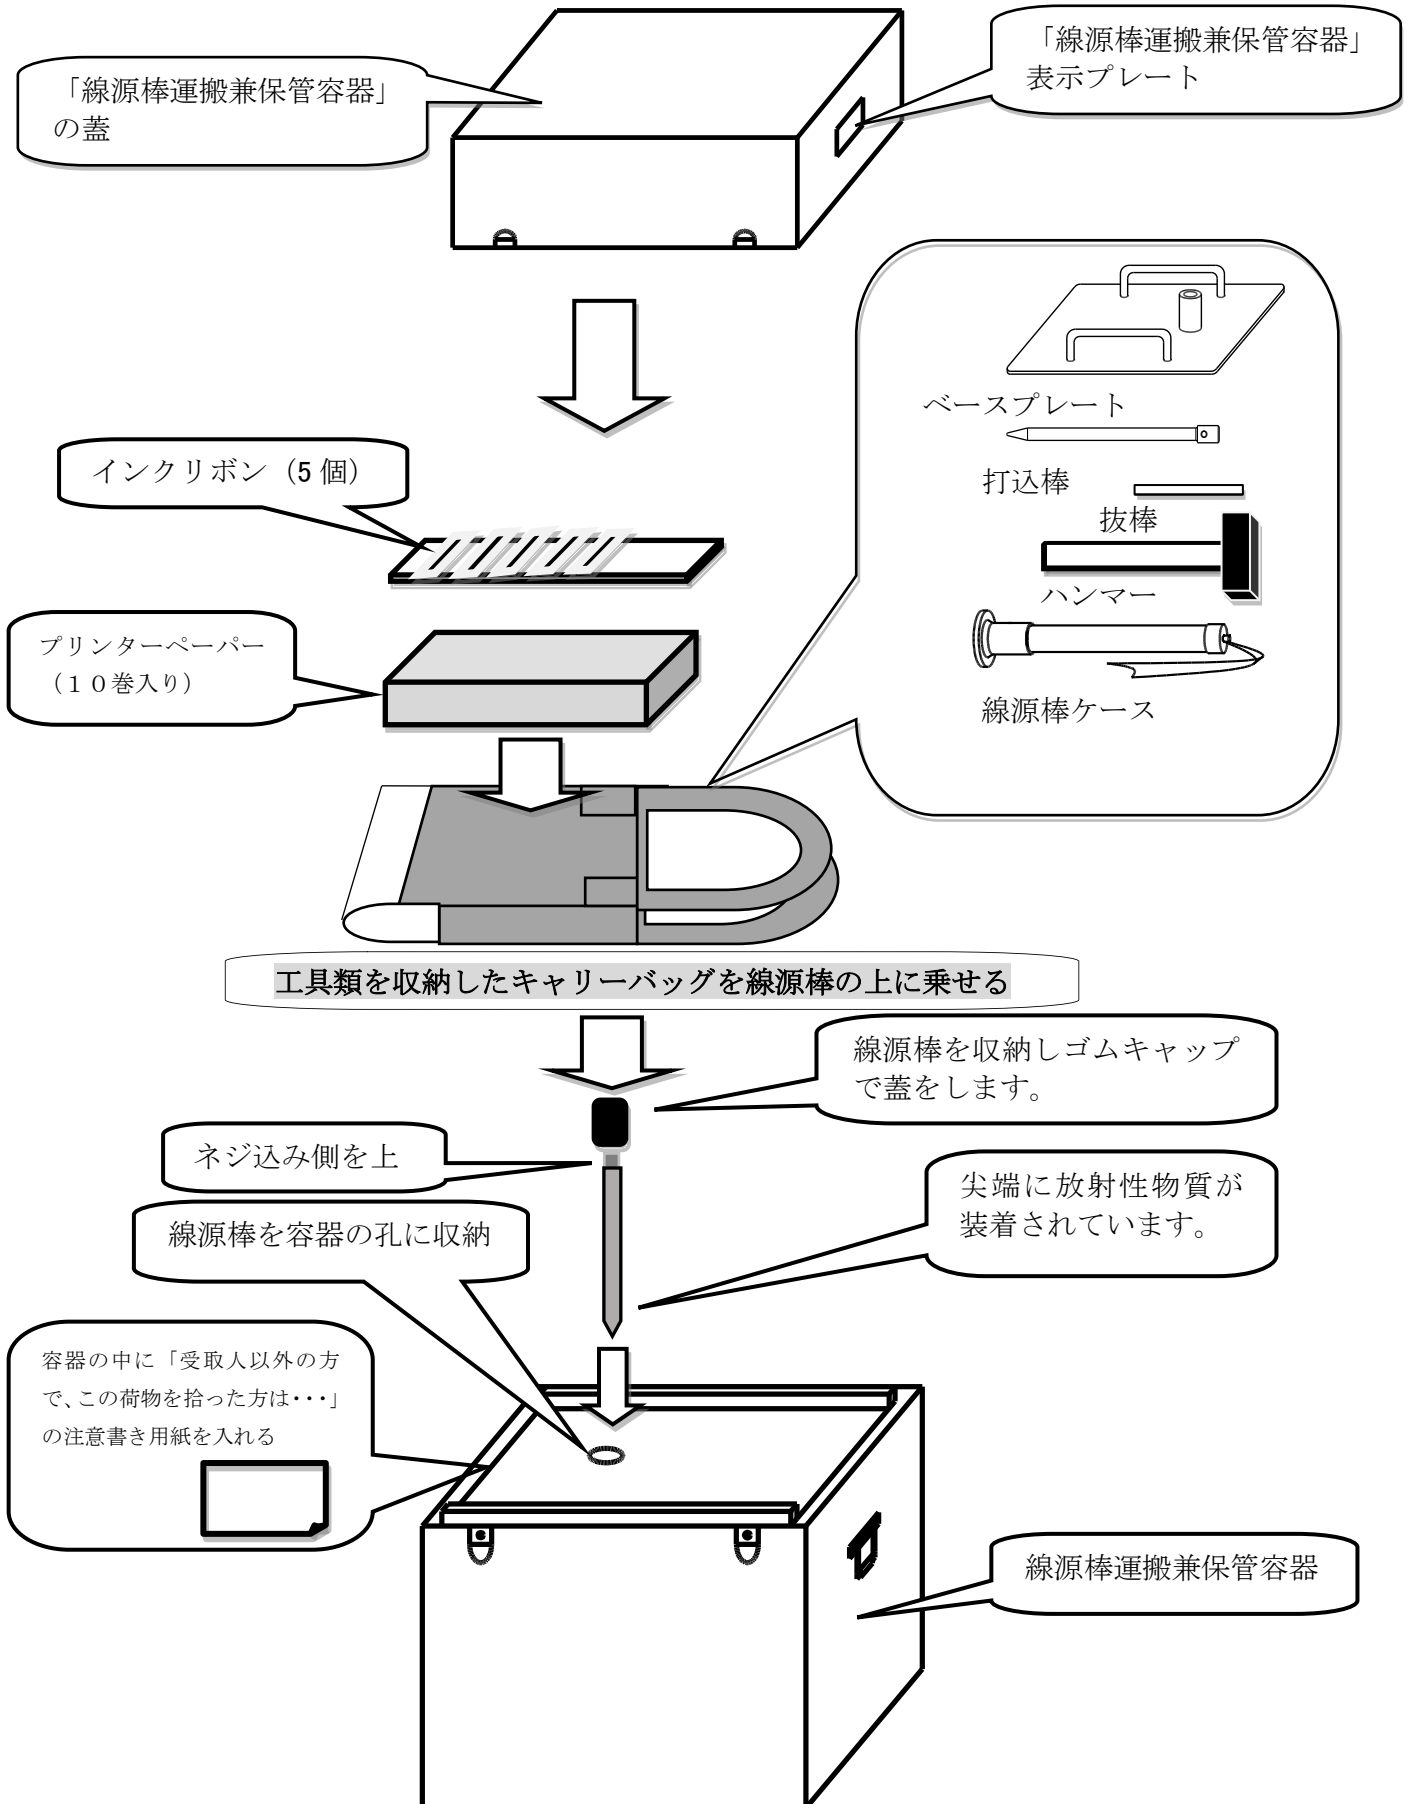 「線源棒運搬兼保管容器」
の蓋
「線源棒運搬兼保管容器」
表示プレート
ベースプレート
打込棒
抜棒
ハンマー
線源棒ケース
インクリボン（5 個）
プリンターペーパー
（１０巻入り）
工具類を収納したキャリーバッグを線源棒の上に乗せる
線源棒を収納しゴムキャップ
で蓋をします。
ネジ込み側を上
尖端に放射性物質が
装着されています。
線源棒を容器の孔に収納
容器の中に「受取人以外の方
で、この荷物を拾った方は・・・」
の注意書き用紙を入れる
線源棒運搬兼保管容器